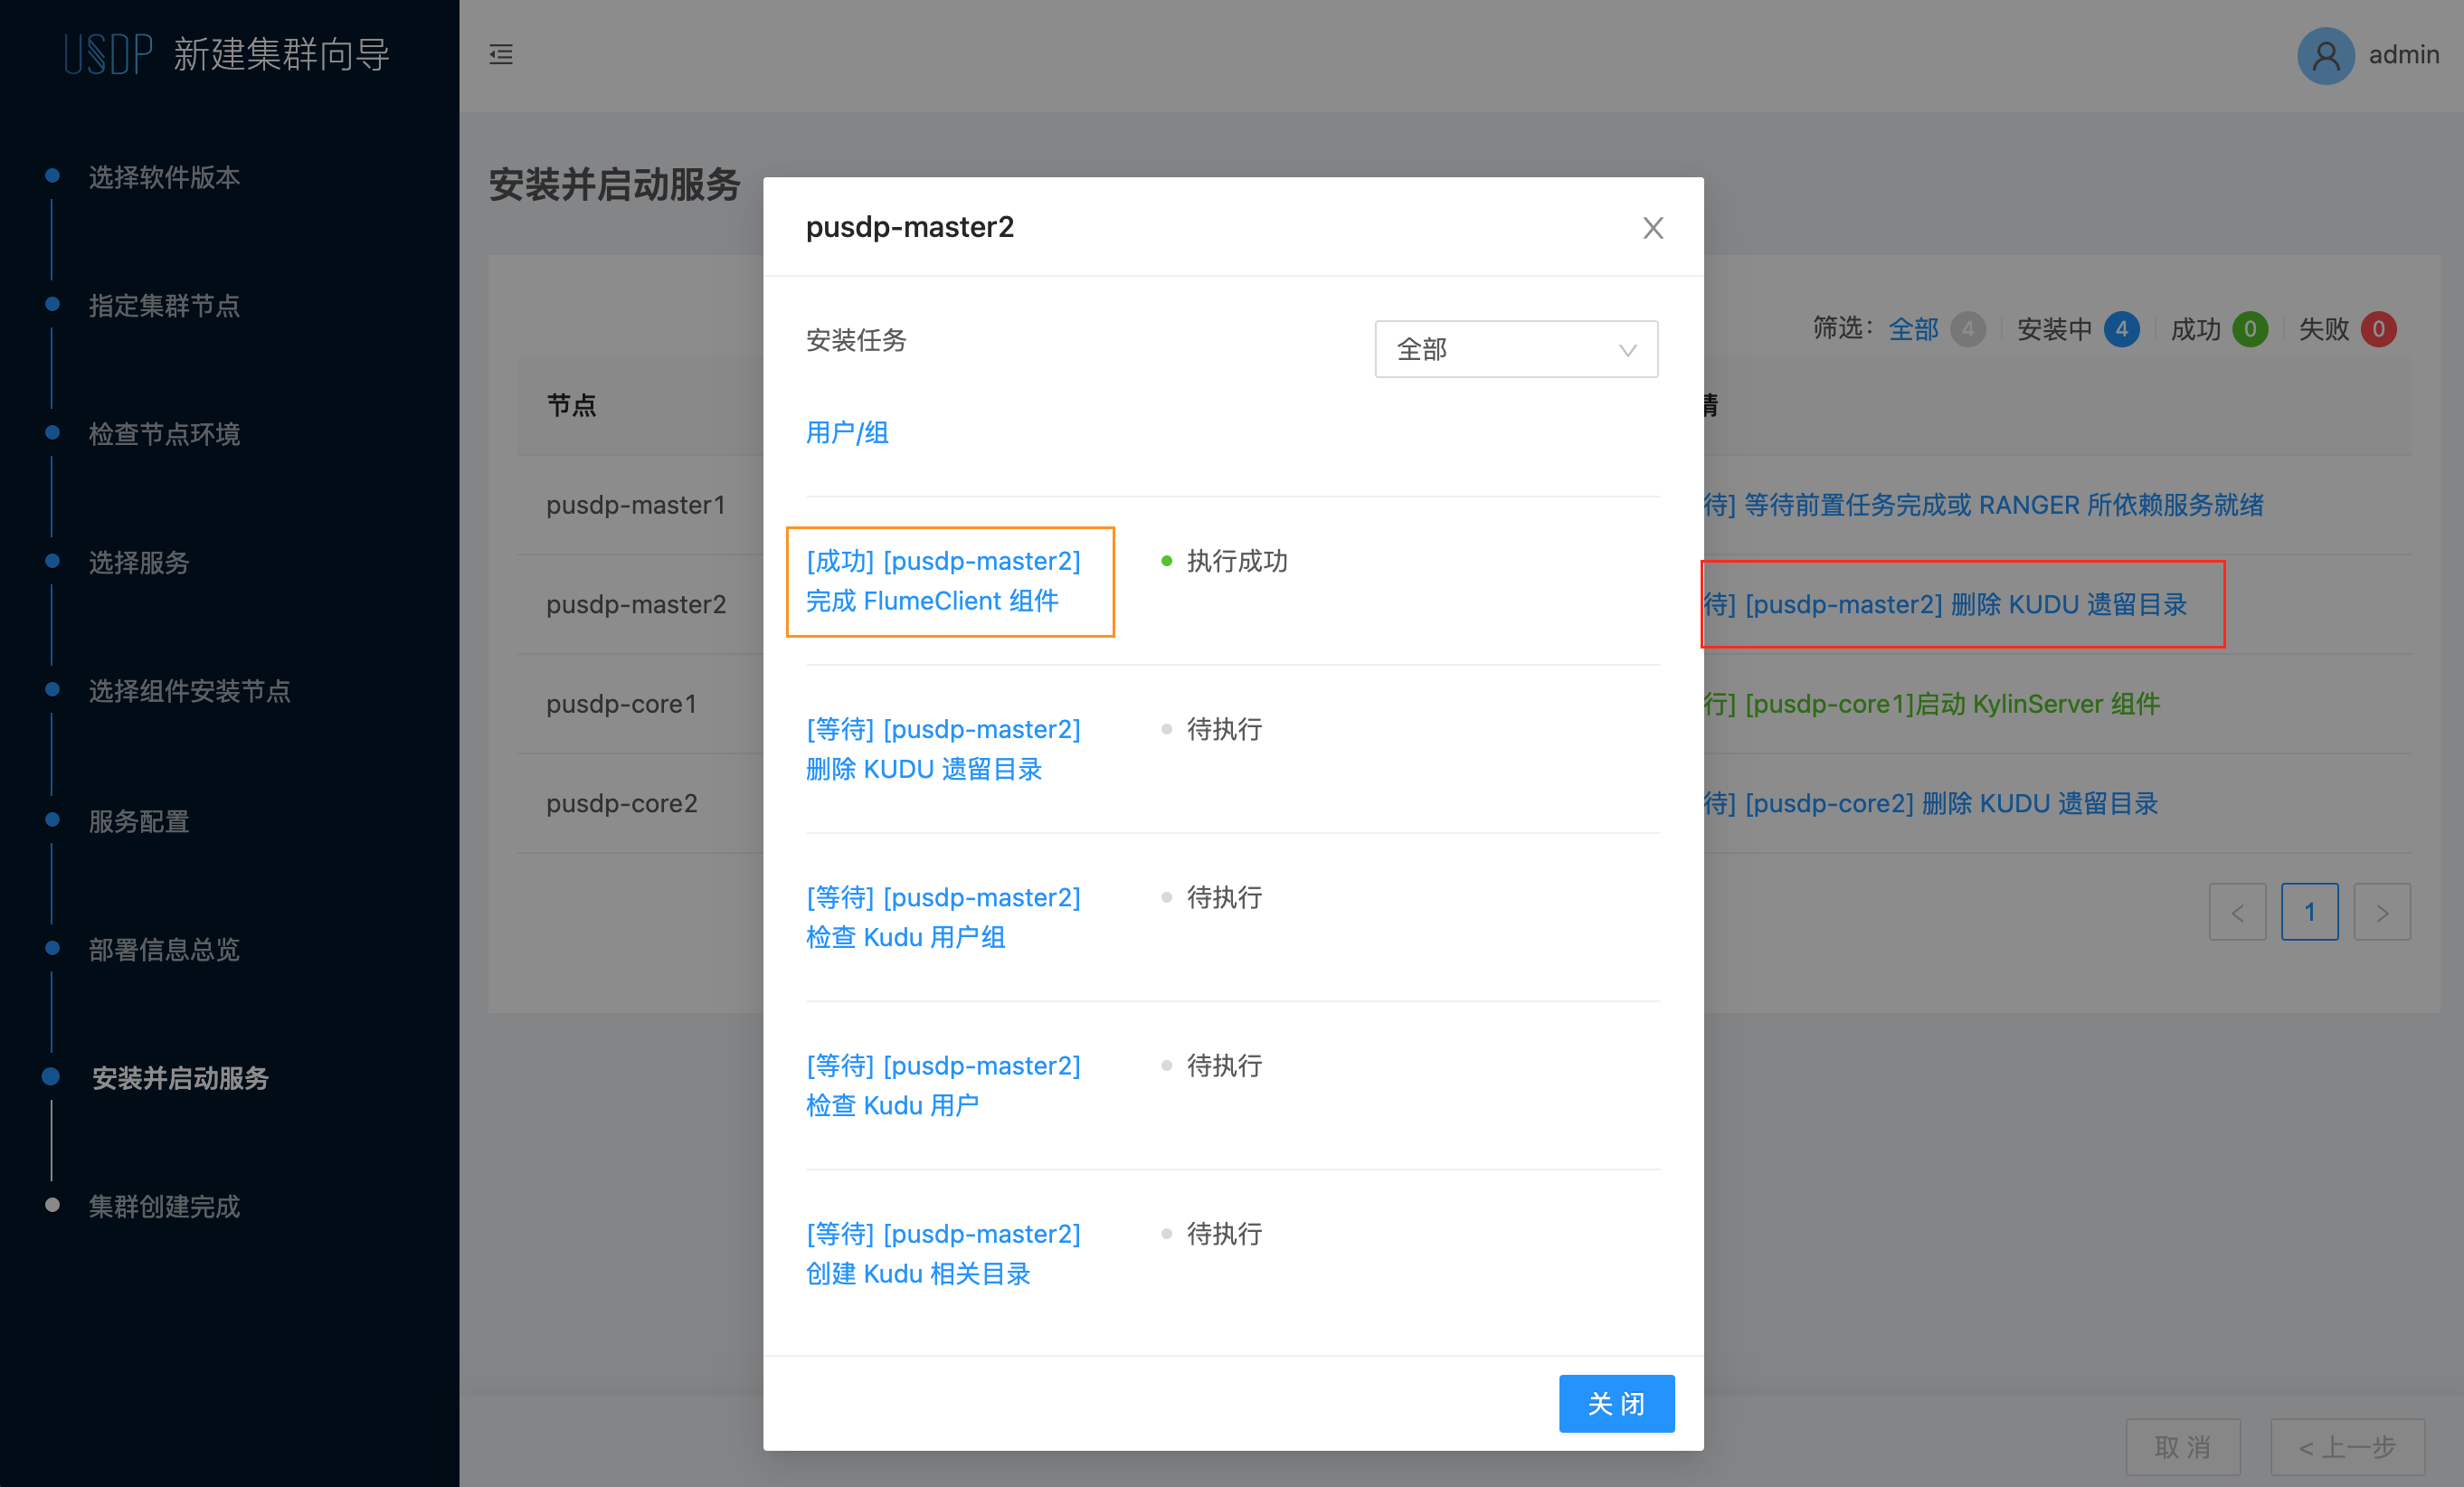 USDP 新建集群向导
admin
选择软件版本
指定集群节点
检查节点环境
选择服务
选择组件安装节点
服务配置
部署信息总览
安装并启动服务
集群创建完成
安装并启动服务
筛选： 全部 4 安装中 4 成功 0 失败 0
节点
情
pusdp-master1
待] 等待前置任务完成或 RANGER 所依赖服务就绪
pusdp-master2
待] [pusdp-master2] 删除 KUDU 遗留目录
pusdp-core1
行] [pusdp-core1]启动 KylinServer 组件
pusdp-core2
待] [pusdp-core2] 删除 KUDU 遗留目录
< 1 >
pusdp-master2
X
安装任务
全部
用户/组
[成功] [pusdp-master2]
完成 FlumeClient 组件
执行成功
[等待] [pusdp-master2]
删除 KUDU 遗留目录
待执行
[等待] [pusdp-master2]
检查 Kudu 用户组
待执行
[等待] [pusdp-master2]
检查 Kudu 用户
待执行
[等待] [pusdp-master2]
创建 Kudu 相关目录
待执行
关 闭
取 消
< 上一步